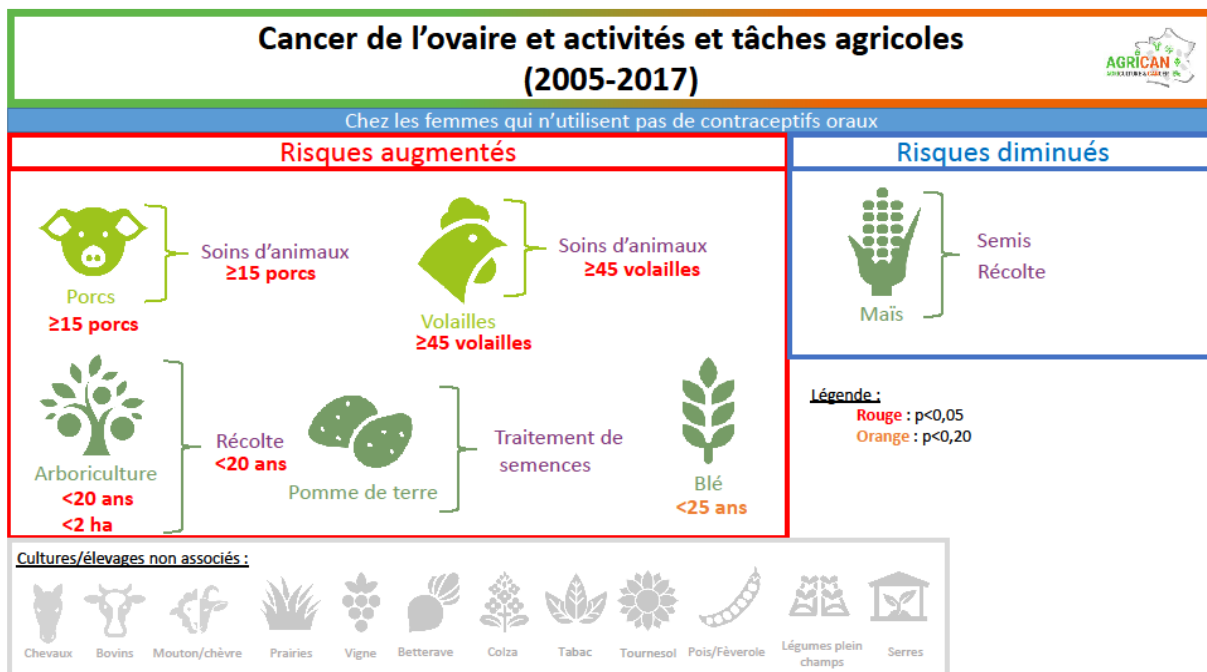 Cancer de l'ovaire et activités et tâches agricoles
(2005-2017)
AGRICAN
AGRICULTURE & CANCER
Chez les femmes qui n'utilisent pas de contraceptifs oraux
Risques augmentés
Risques diminués
Porcs
≥15 porcs
Soins d'animaux
≥15 porcs
Volailles
≥45 volailles
Soins d'animaux
≥45 volailles
Maïs
Semis
Récolte
Arboriculture
<20 ans
<2 ha
Récolte
<20 ans
Pomme de terre
Traitement de
semences
Blé
<25 ans
Légende :
Rouge : p<0,05
Orange : p<0,20
Cultures/élevages non associés :
Chevaux
Bovins
Mouton/chèvre
Prairies
Vigne
Betterave
Colza
Tabac
Tournesol
Pois/Fèverole
Légumes plein
champs
Serres